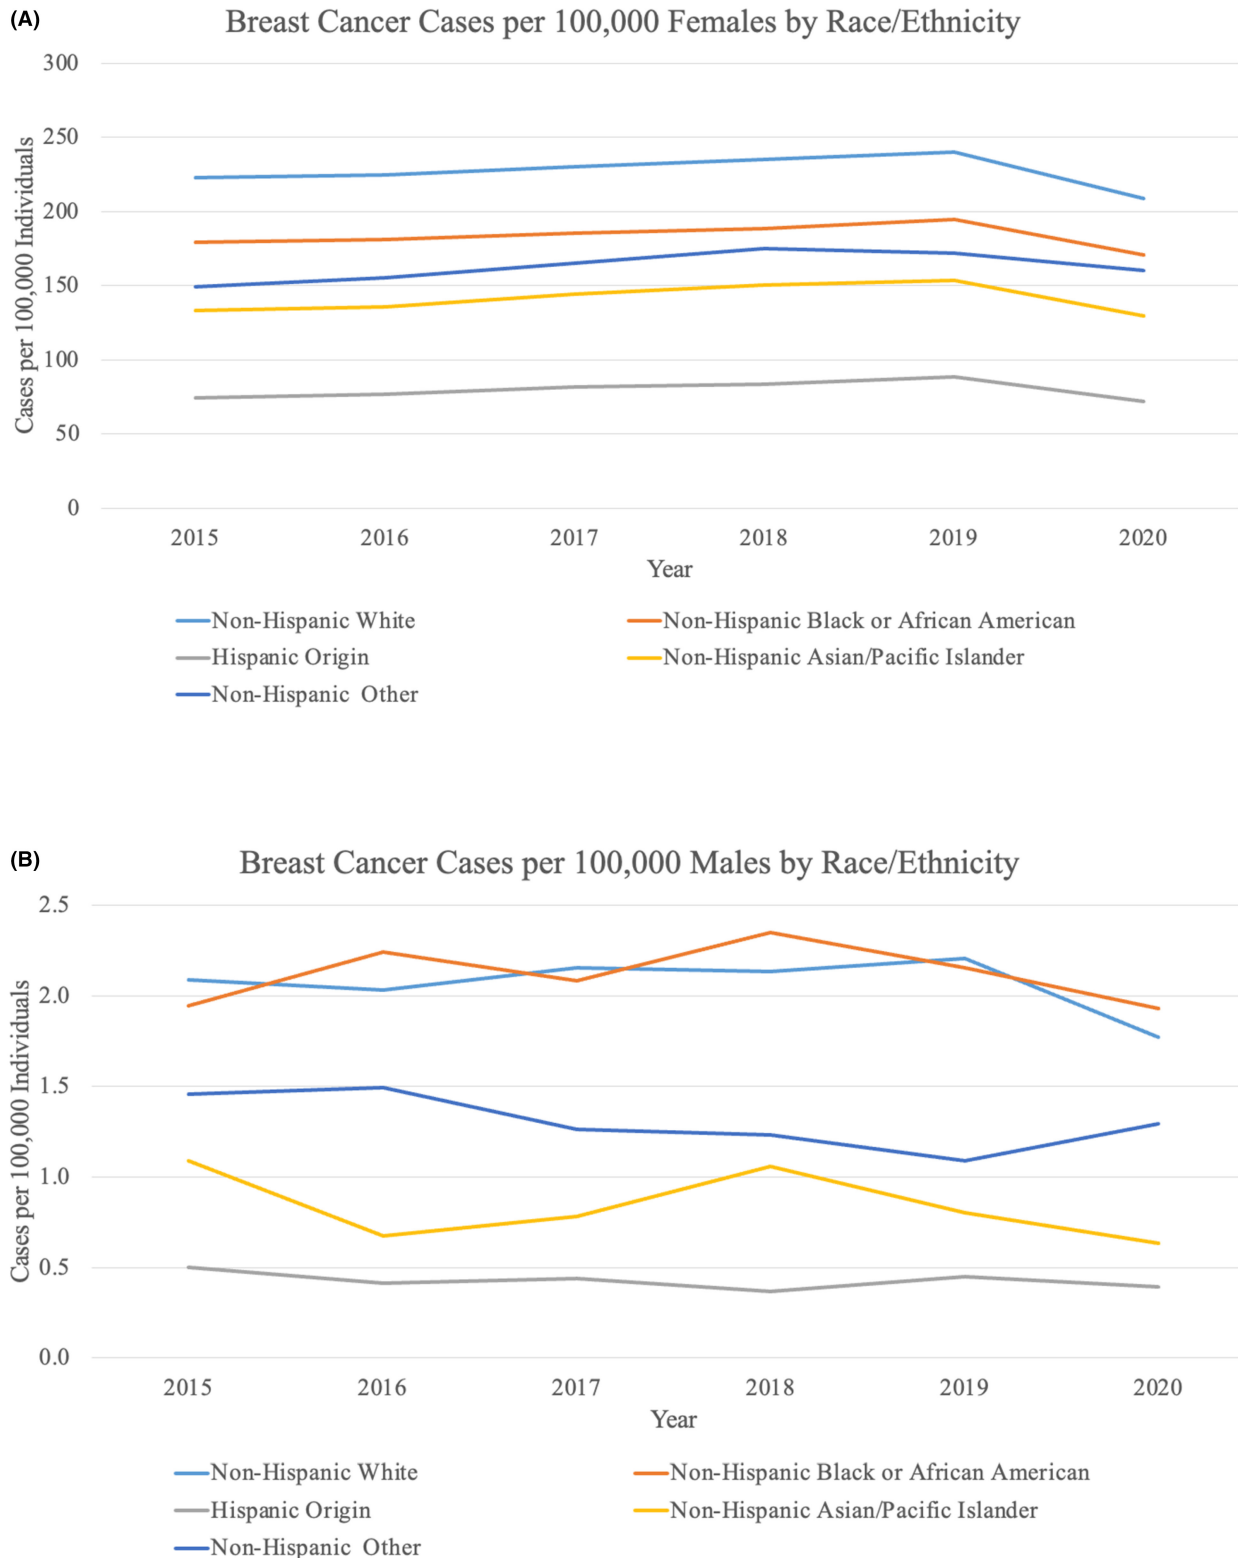 (A)
Breast Cancer Cases per 100,000 Females by Race/Ethnicity
300
250
200
150
100
50
0
Cases per 100,000 Individuals
2015 2016 2017 2018 2019 2020
Year
Non-Hispanic White Non-Hispanic Black or African American
Hispanic Origin Non-Hispanic Asian/Pacific Islander
Non-Hispanic Other
(B)
Breast Cancer Cases per 100,000 Males by Race/Ethnicity
2.5
2.0
1.5
1.0
0.5
0.0
Cases per 100,000 Individuals
2015 2016 2017 2018 2019 2020
Year
Non-Hispanic White Non-Hispanic Black or African American
Hispanic Origin Non-Hispanic Asian/Pacific Islander
Non-Hispanic Other